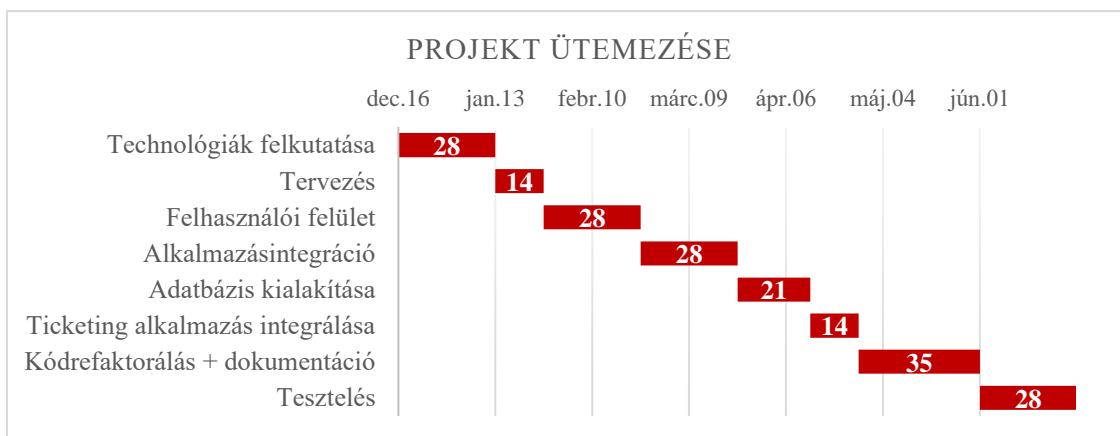 PROJEKT ÜTEMEZÉSE
dec.16 jan.13 febr.10 márc.09 ápr.06 máj.04 jún.01
Technológiák felkutatása 28
Tervezés 14
Felhasználói felület 28
Alkalmazásintegráció 28
Adatbázis kialakítása 21
Ticketing alkalmazás integrálása 14
Kódrefaktorálás + dokumentáció 35
Tesztelés 28